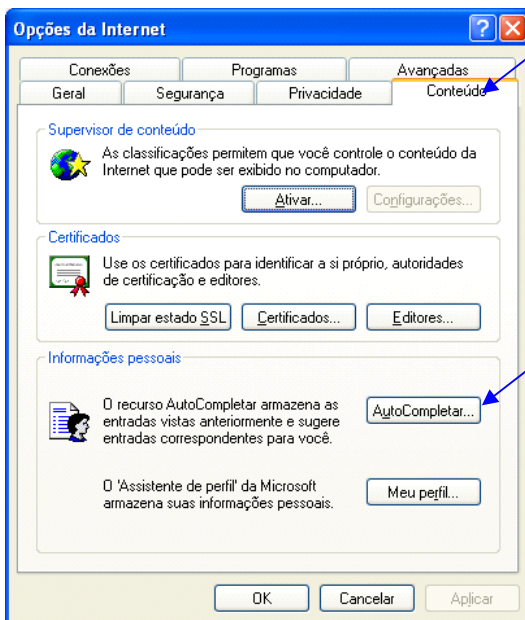 Opções da Internet
Conexões Programas Avançadas
Geral Segurança Privacidade Conteúdo
Supervisor de conteúdo
As classificações permitem que você controle o conteúdo da
Internet que pode ser exibido no computador.
Ativar... Configurações...
Certificados
Use os certificados para identificar a si próprio, autoridades
de certificação e editores.
Limpar estado SSL Certificados... Editores...
Informações pessoais
O recurso AutoCompletar armazena as
entradas vistas anteriormente e sugere
entradas correspondentes para você.
AutoCompletar...
O 'Assistente de perfil' da Microsoft
armazena suas informações pessoais.
Meu perfil...
OK Cancelar Aplicar